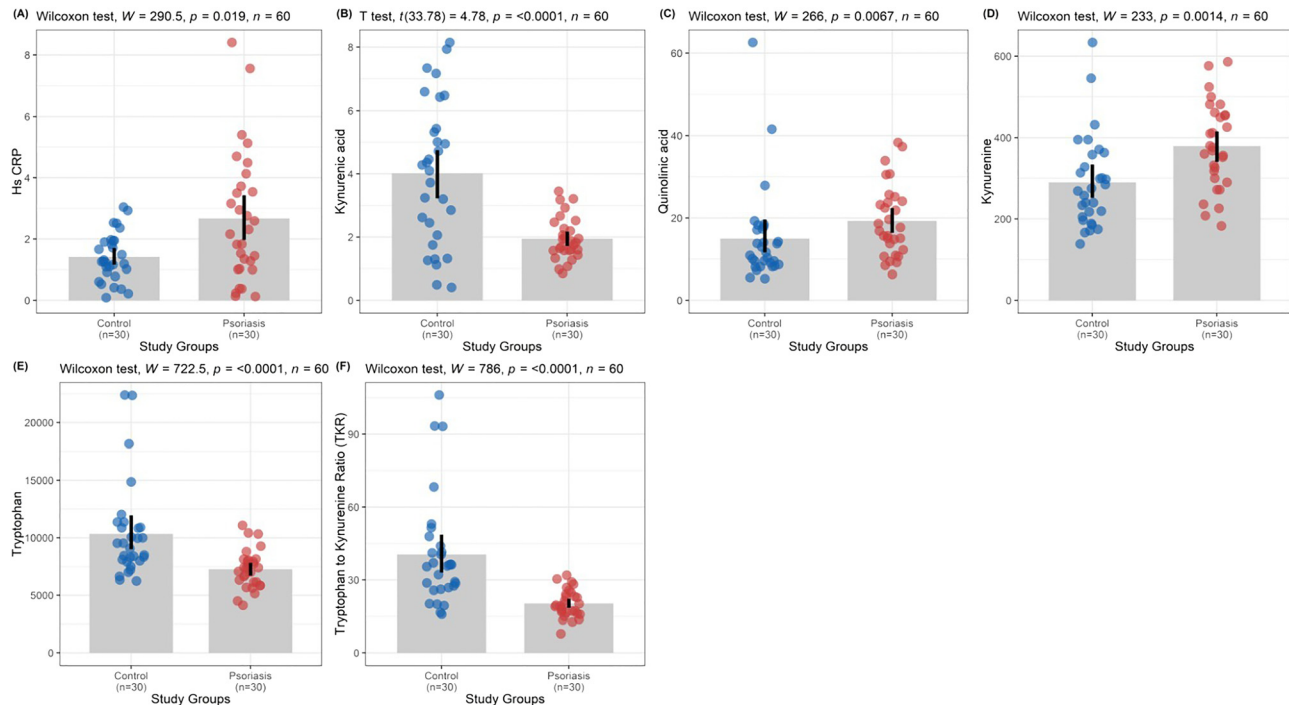 (A) Wilcoxon test, W = 290.5, p = 0.019, n = 60
Hs CRP
8
6
4
2
0
Control
(n=30)
Psoriasis
(n=30)
Study Groups
(B) T test, t(33.78) = 4.78, p = <0.0001, n = 60
Kynurenic acid
8
6
4
2
0
Control
(n=30)
Psoriasis
(n=30)
Study Groups
(C) Wilcoxon test, W = 266, p = 0.0067, n = 60
Quinolinic acid
60
40
20
0
Control
(n=30)
Psoriasis
(n=30)
Study Groups
(D) Wilcoxon test, W = 233, p = 0.0014, n = 60
Kynurenine
600
400
200
0
Control
(n=30)
Psoriasis
(n=30)
Study Groups
(E) Wilcoxon test, W = 722.5, p = <0.0001, n = 60
Tryptophan
20000
15000
10000
5000
0
Control
(n=30)
Psoriasis
(n=30)
Study Groups
(F) Wilcoxon test, W = 786, p = <0.0001, n = 60
Tryptophan to Kynurenine Ratio (TKR)
90
60
30
0
Control
(n=30)
Psoriasis
(n=30)
Study Groups